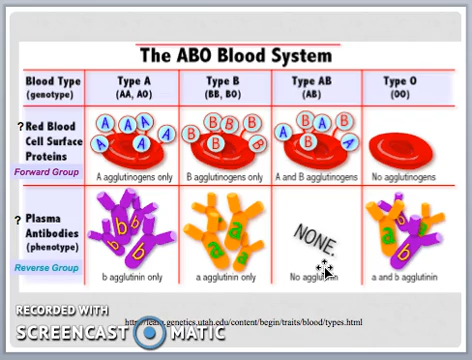 The ABO Blood System
Blood Type
(genotype)
Type A
(AA, AO)
Type B
(BB, BO)
Type AB
(AB)
Type O
(OO)
? Red Blood
Cell Surface
Proteins
Forward Group
A A A A A A
A agglutinogens only
B B B B B B
B agglutinogens only
A B B A B A
A and B agglutinogens
No agglutinogens
? Plasma
Antibodies
(phenotype)
Reverse Group
b b b
b agglutinin only
a a a
a agglutinin only
NONE.
No agglutinin
a b a b
a and b agglutinin
genetics.utah.edu/content/begin/traits/blood/types.html
RECORDED WITH
SCREENCAST MATIC